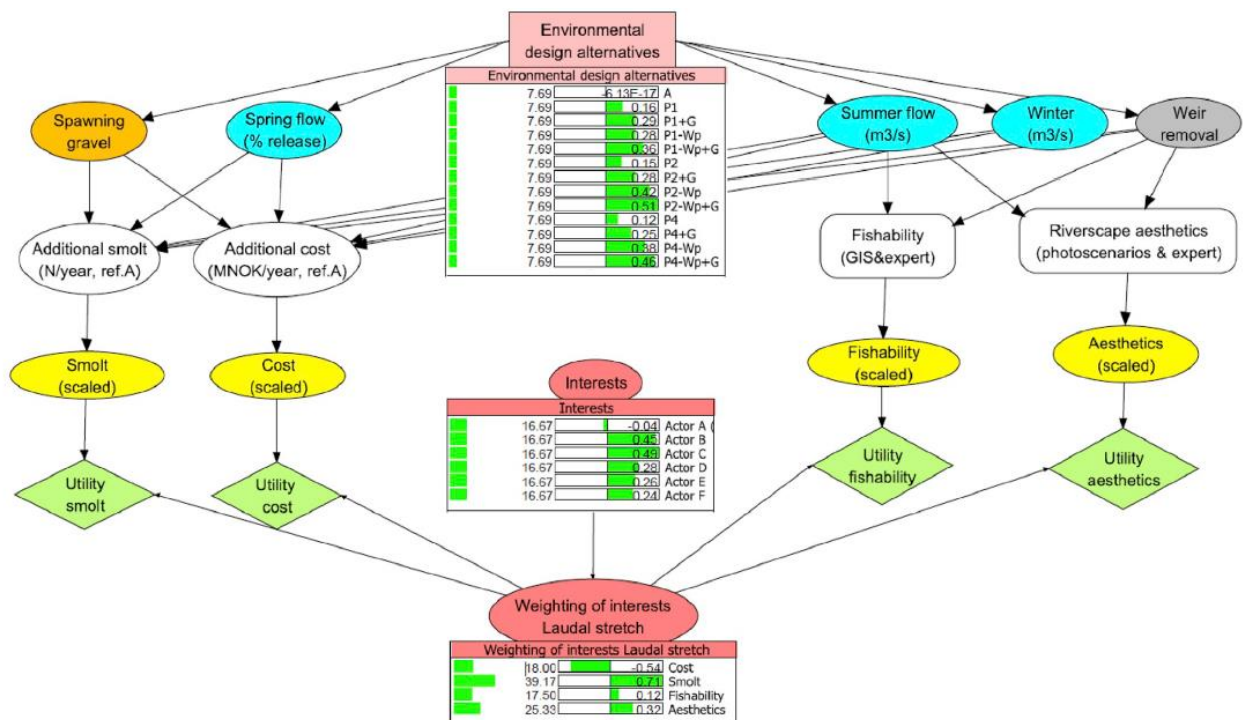 Environmental
design alternatives
Environmental design alternatives
7.69 -6.13E-17 A
7.69 0.16 P1
7.69 0.29 P1+G
7.69 0.28 P1-Wp
7.69 0.36 P1-Wp+G
7.69 0.15 P2
7.69 0.28 P2+G
7.69 0.42 P2-Wp
7.69 0.51 P2-Wp+G
7.69 0.12 P4
7.69 0.25 P4+G
7.69 0.38 P4-Wp
7.69 0.46 P4-Wp+G
Spawning
gravel
Spring flow
(% release)
Summer flow
(m3/s)
Winter
(m3/s)
Weir
removal
Additional smolt
(N/year, ref.A)
Additional cost
(MNOK/year, ref.A)
Fishability
(GIS&expert)
Riverscape aesthetics
(photoscenarios & expert)
Smolt
(scaled)
Cost
(scaled)
Fishability
(scaled)
Aesthetics
(scaled)
Interests
Interests
16.67 -0.04 Actor A (
16.67 0.45 Actor B
16.67 0.49 Actor C
16.67 0.28 Actor D
16.67 0.26 Actor E
16.67 0.24 Actor F
Utility
smolt
Utility
cost
Utility
fishability
Utility
aesthetics
Weighting of interests
Laudal stretch
Weighting of interests Laudal stretch
18.00 -0.54 Cost
39.17 0.71 Smolt
17.50 0.12 Fishability
25.33 0.32 Aesthetics